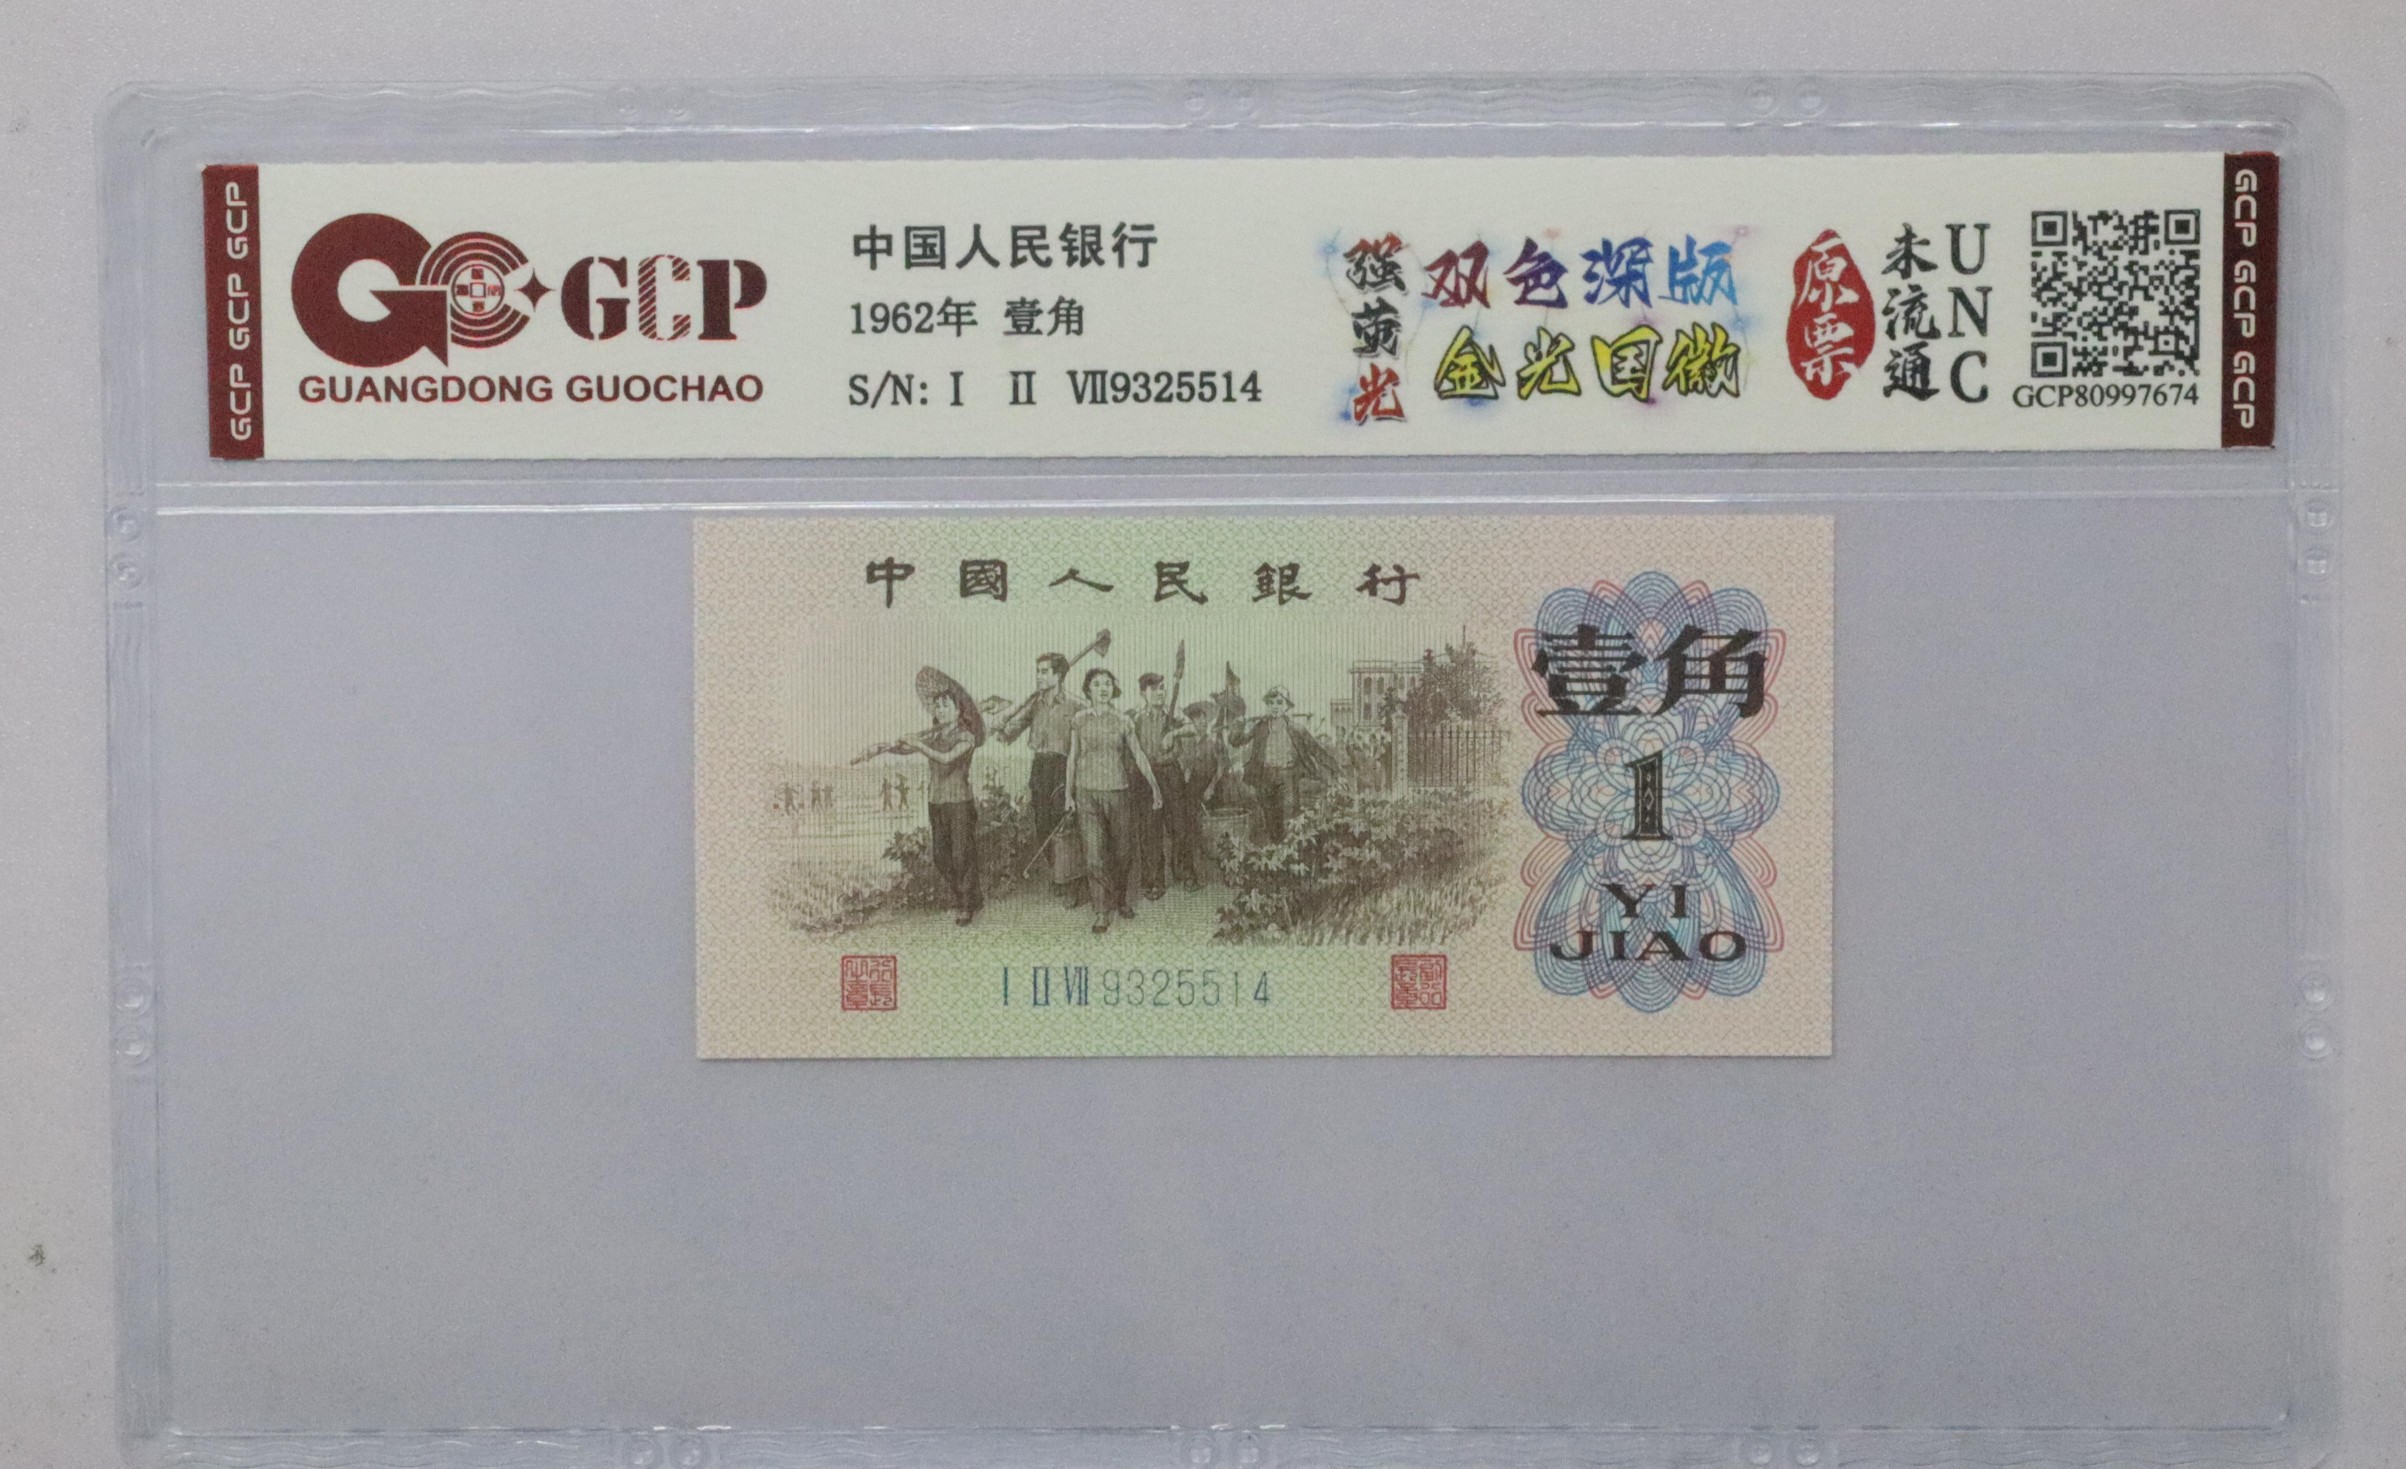 GCP GCP GCP
GCP
GUANGDONG GUOCHAO
中国人民银行
1962年 壹角
S/N: Ⅰ Ⅱ Ⅶ9325514
强荧光
双色深版
金光国徽
原票
未流通
UNC
GCP80997674
GCP GCP GCP
中國人民銀行
壹角
1
YI
JIAO
Ⅰ Ⅱ Ⅶ 9325514